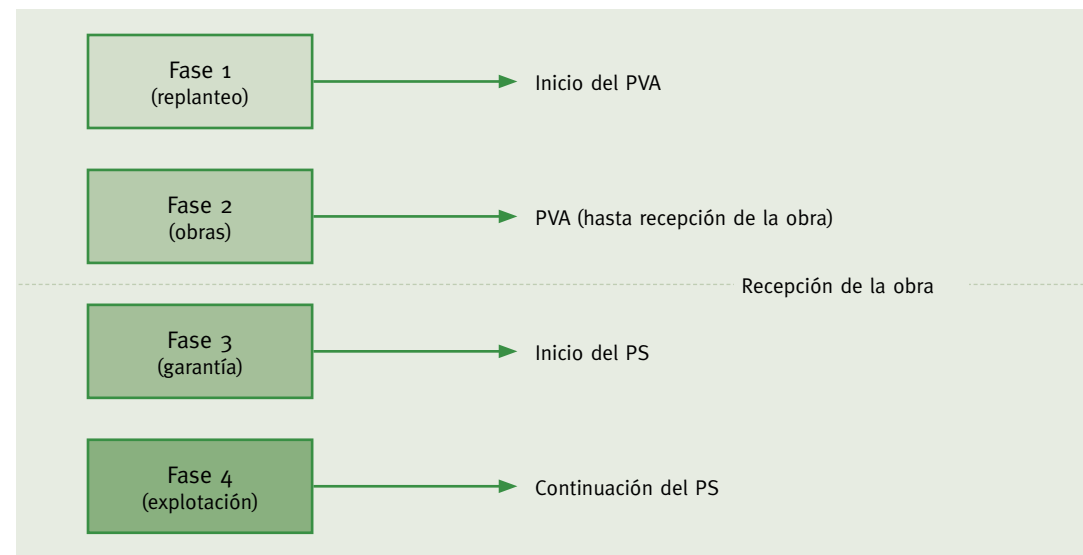 Fase 1
(replanteo)
Inicio del PVA
Fase 2
(obras)
PVA (hasta recepción de la obra)
Recepción de la obra
Fase 3
(garantía)
Inicio del PS
Fase 4
(explotación)
Continuación del PS